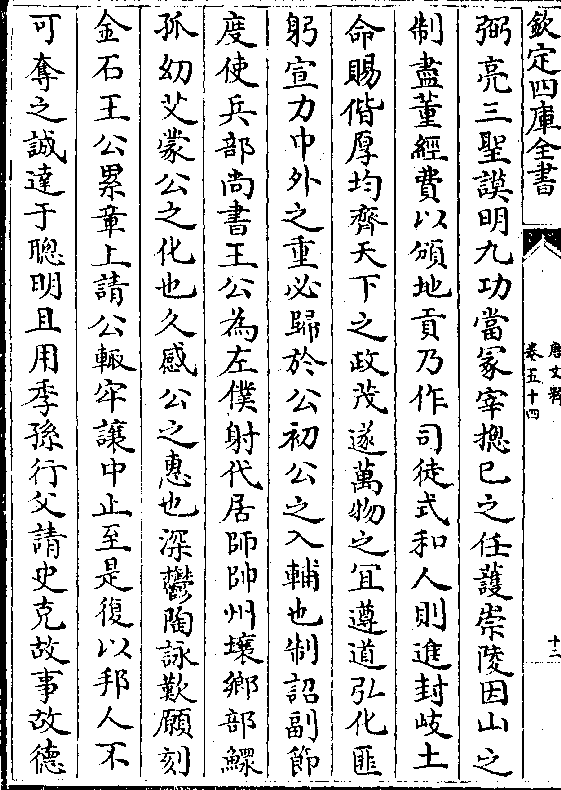 欽定四庫全書
唐文粹
卷五十四
十二
弼亮三聖謨明九功當冢宰摠己之任護崇陵因山之
制盡董經費以頒地貢乃作司徒式和人則進封岐土
命賜偕厚均齊天下之政茂遂萬物之宜遵道弘化匪
躬宣力中外之重必歸於公初公之入輔也制詔副節
度使兵部尚書王公為左僕射代居師帥州壤鄉部鰥
孤幼艾蒙公之化也久感公之惠也深鬱陶詠歎願刻
金石王公累章上請公輙牢讓中止至是復以邦人不
可奪之誠達于聰明且用季孫行父請史克故事故德